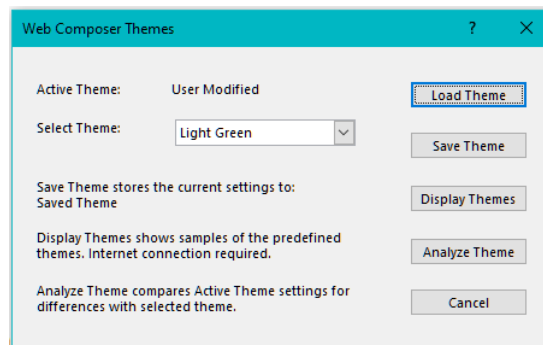 Web Composer Themes
Active Theme: User Modified
Load Theme
Select Theme: Light Green
Save Theme
Save Theme stores the current settings to:
Saved Theme
Display Themes
Display Themes shows samples of the predefined
themes. Internet connection required.
Analyze Theme
Analyze Theme compares Active Theme settings for
differences with selected theme.
Cancel